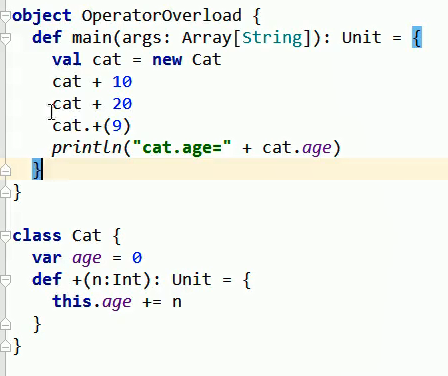 object OperatorOverload {
  def main(args: Array[String]): Unit = {
    val cat = new Cat
    cat + 10
    cat + 20
    cat.+(9)
    println("cat.age=" + cat.age)
  }
}

class Cat {
  var age = 0
  def +(n:Int): Unit = {
    this.age += n
  }
}